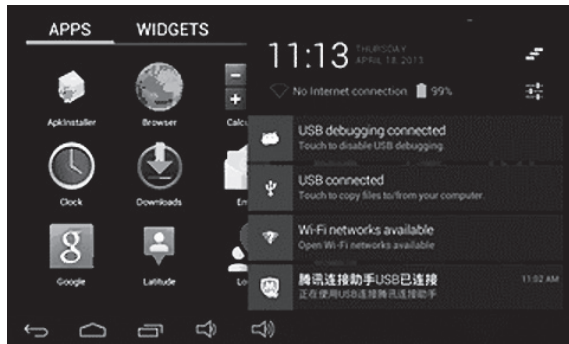 APPS WIDGETS
11:13 THURSDAY
APRIL 18, 2013
No Internet connection 99%
ApkInstaller Browser Calcu
USB debugging connected
Touch to disable USB debugging.
USB connected
Touch to copy files to/from your computer.
Clock Downloads Em
Wi-Fi networks available
Open Wi-Fi networks available
腾讯连接助手USB已连接 11:02 AM
正在使用USB连接腾讯连接助手
Google Latitude Lo